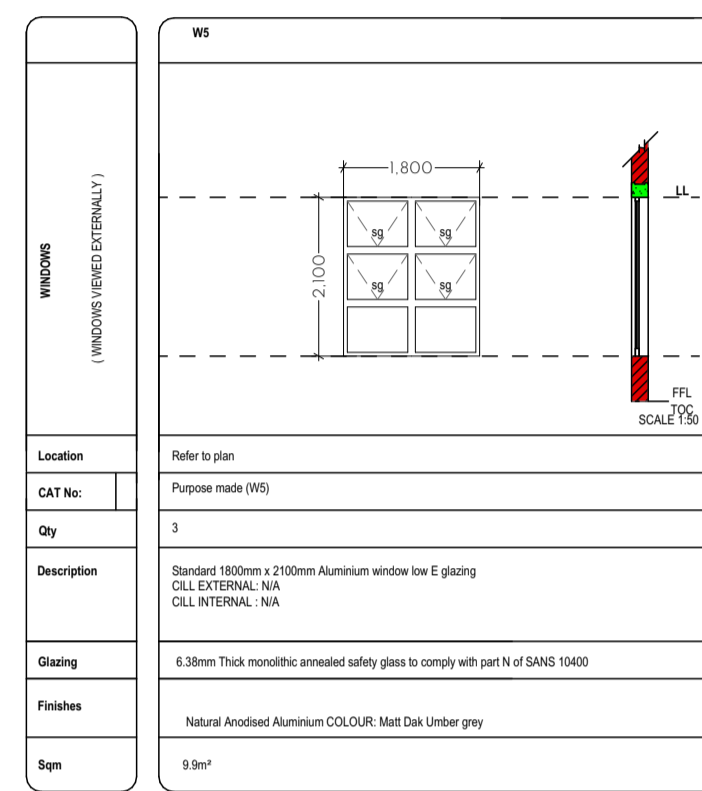 W5
WINDOWS
( WINDOWS VIEWED EXTERNALLY )
1,800
2,100
sg
sg
sg
sg
LL
FFL
TOC
SCALE 1:50
Location
Refer to plan
CAT No:
Purpose made (W5)
Qty
3
Description
Standard 1800mm x 2100mm Aluminium window low E glazing
CILL EXTERNAL: N/A
CILL INTERNAL : N/A
Glazing
6.38mm Thick monolithic annealed safety glass to comply with part N of SANS 10400
Finishes
Natural Anodised Aluminium COLOUR: Matt Dak Umber grey
Sqm
9.9m²